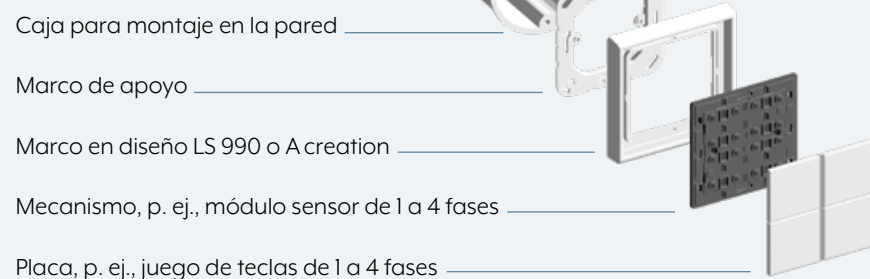 Caja para montaje en la pared
Marco de apoyo
Marco en diseño LS 990 o A creation
Mecanismo, p. ej., módulo sensor de 1 a 4 fases
Placa, p. ej., juego de teclas de 1 a 4 fases